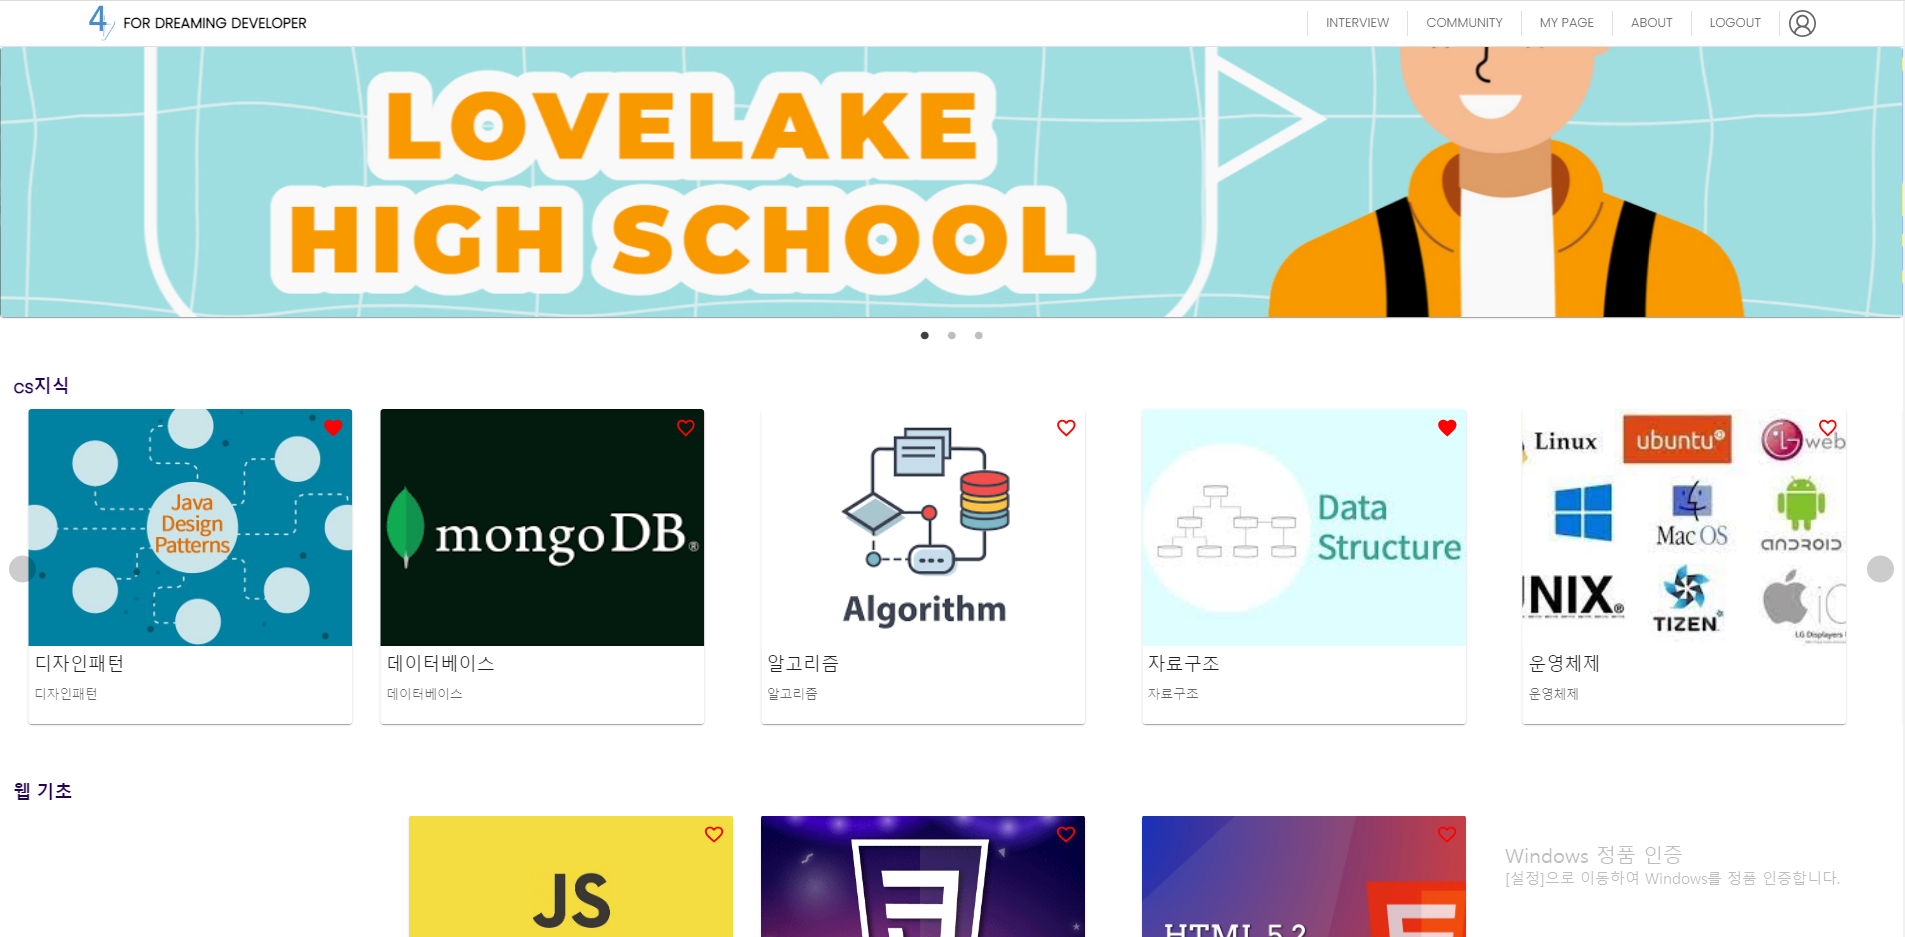 4 FOR DREAMING DEVELOPER
INTERVIEW
COMMUNITY
MY PAGE
ABOUT
LOGOUT
LOVELAKE
HIGH SCHOOL
cs지식
Java
Design
Patterns
mongoDB®
Algorithm
Data
Structure
Linux
ubuntu®
LG web
Mac OS
ANDROID
NIX®
TIZEN™
LG Displayers
디자인패턴
디자인패턴
데이터베이스
데이터베이스
알고리즘
알고리즘
자료구조
자료구조
운영체제
운영체제
웹 기초
JS
HTML 5.2
Windows 정품 인증
[설정]으로 이동하여 Windows를 정품 인증합니다.